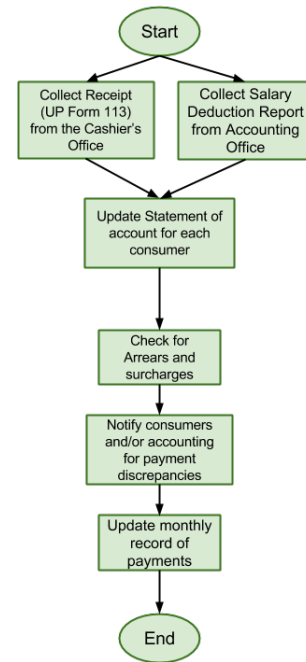 Start
Collect Receipt
(UP Form 113)
from the Cashier's
Office
Collect Salary
Deduction Report
from Accounting
Office
Update Statement of
account for each
consumer
Check for
Arrears and
surcharges
Notify consumers
and/or accounting
for payment
discrepancies
Update monthly
record of
payments
End